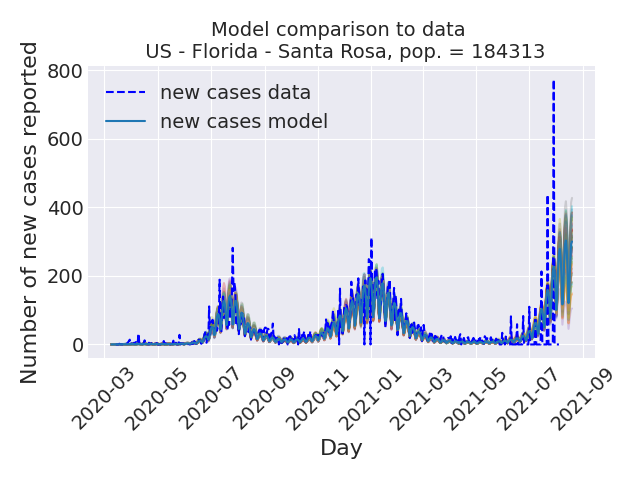 Model comparison to data
US - Florida - Santa Rosa, pop. = 184313
Number of new cases reported
800
600
400
200
0
new cases data
new cases model
2020-03
2020-05
2020-07
2020-09
2020-11
2021-01
2021-03
2021-05
2021-07
2021-09
Day